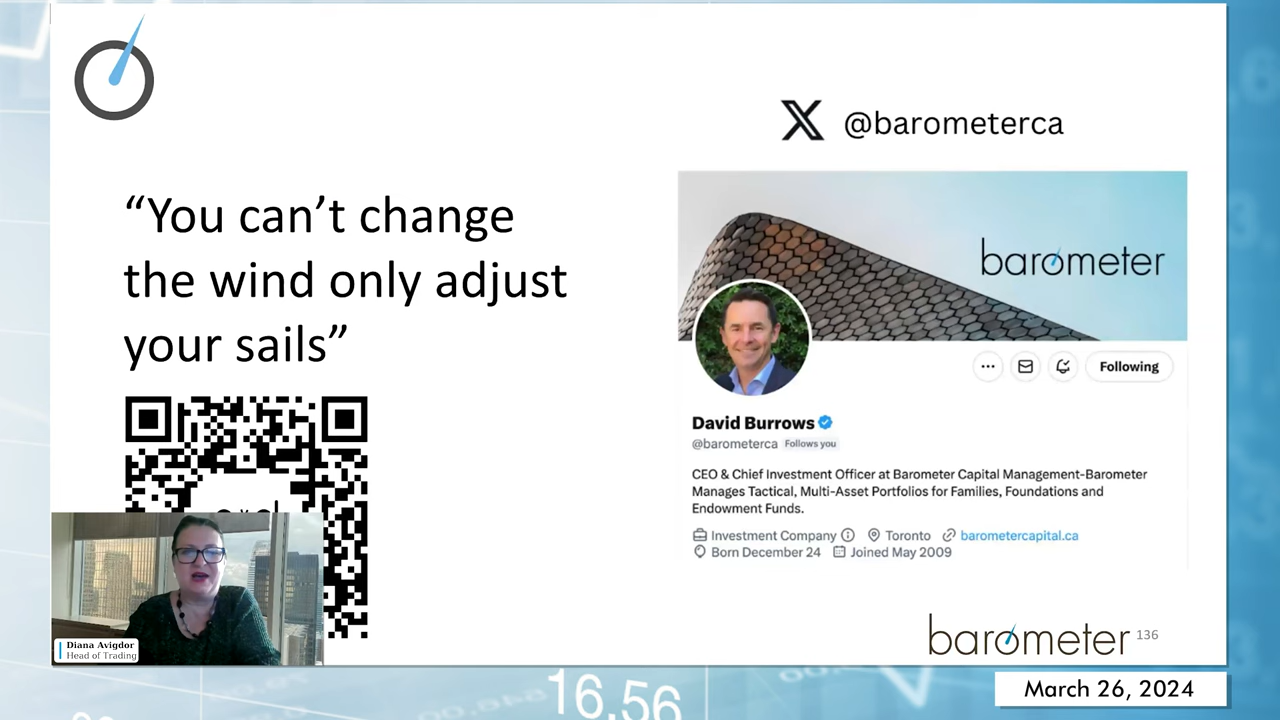 @barometerca
“You can’t change
the wind only adjust
your sails”
barometer
Following
David Burrows
@barometerca Follows you
CEO & Chief Investment Officer at Barometer Capital Management-Barometer
Manages Tactical, Multi-Asset Portfolios for Families, Foundations and
Endowment Funds.
Investment Company Toronto barometercapital.ca
Born December 24 Joined May 2009
Diana Avigdor
Head of Trading
barometer 136
March 26, 2024
16.56